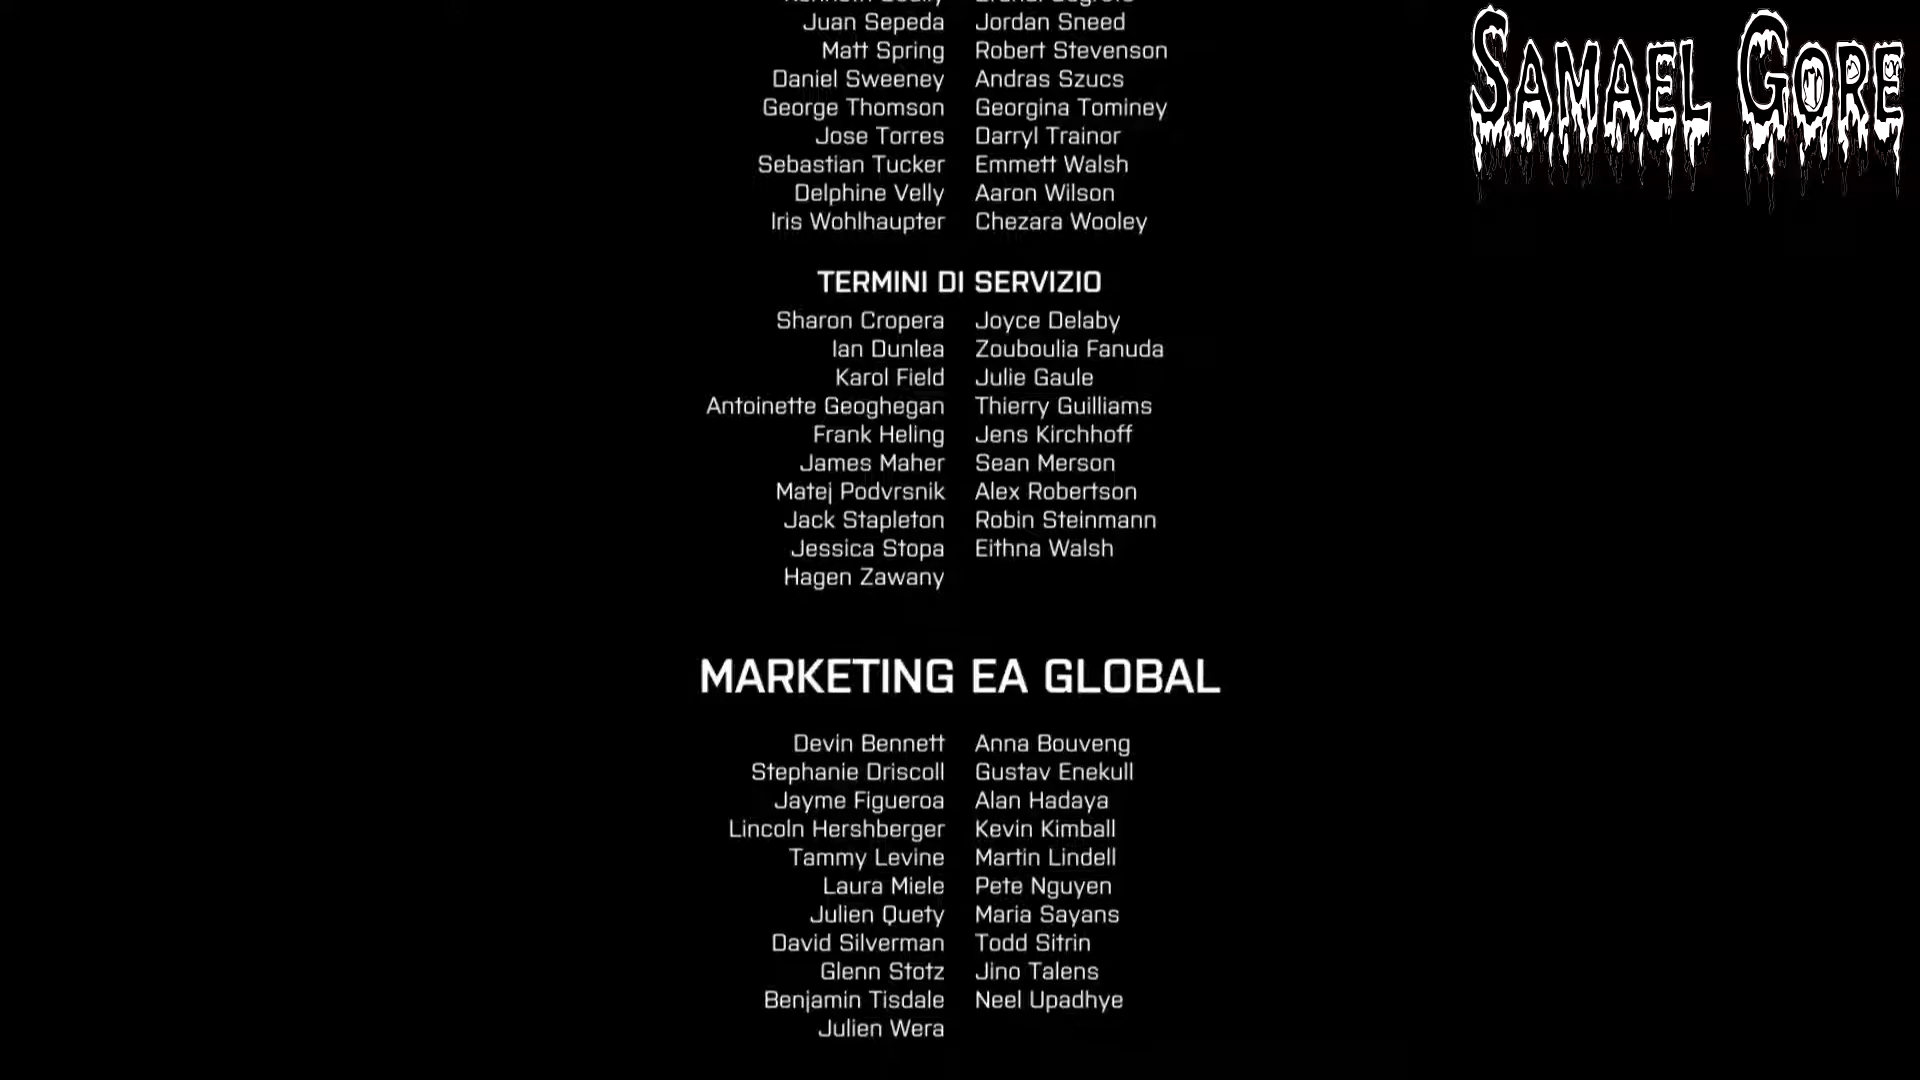 Juan Sepeda Jordan Sneed
Matt Spring Robert Stevenson
Daniel Sweeney Andras Szucs
George Thomson Georgina Tominey
Jose Torres Darryl Trainor
Sebastian Tucker Emmett Walsh
Delphine Velly Aaron Wilson
Iris Wohlhaupter Chezara Wooley
SAMAEL GORE
TERMINI DI SERVIZIO
Sharon Cropera Joyce Delaby
Ian Dunlea Zouboulia Fanuda
Karol Field Julie Gaule
Antoinette Geoghegan Thierry Guilliams
Frank Heling Jens Kirchhoff
James Maher Sean Merson
Matej Podvrsnik Alex Robertson
Jack Stapleton Robin Steinmann
Jessica Stopa Eithna Walsh
Hagen Zawany
MARKETING EA GLOBAL
Devin Bennett Anna Bouveng
Stephanie Driscoll Gustav Enekull
Jayme Figueroa Alan Hadaya
Lincoln Hershberger Kevin Kimball
Tammy Levine Martin Lindell
Laura Miele Pete Nguyen
Julien Quety Maria Sayans
David Silverman Todd Sitrin
Glenn Stotz Jino Talens
Benjamin Tisdale Neel Upadhye
Julien Wera